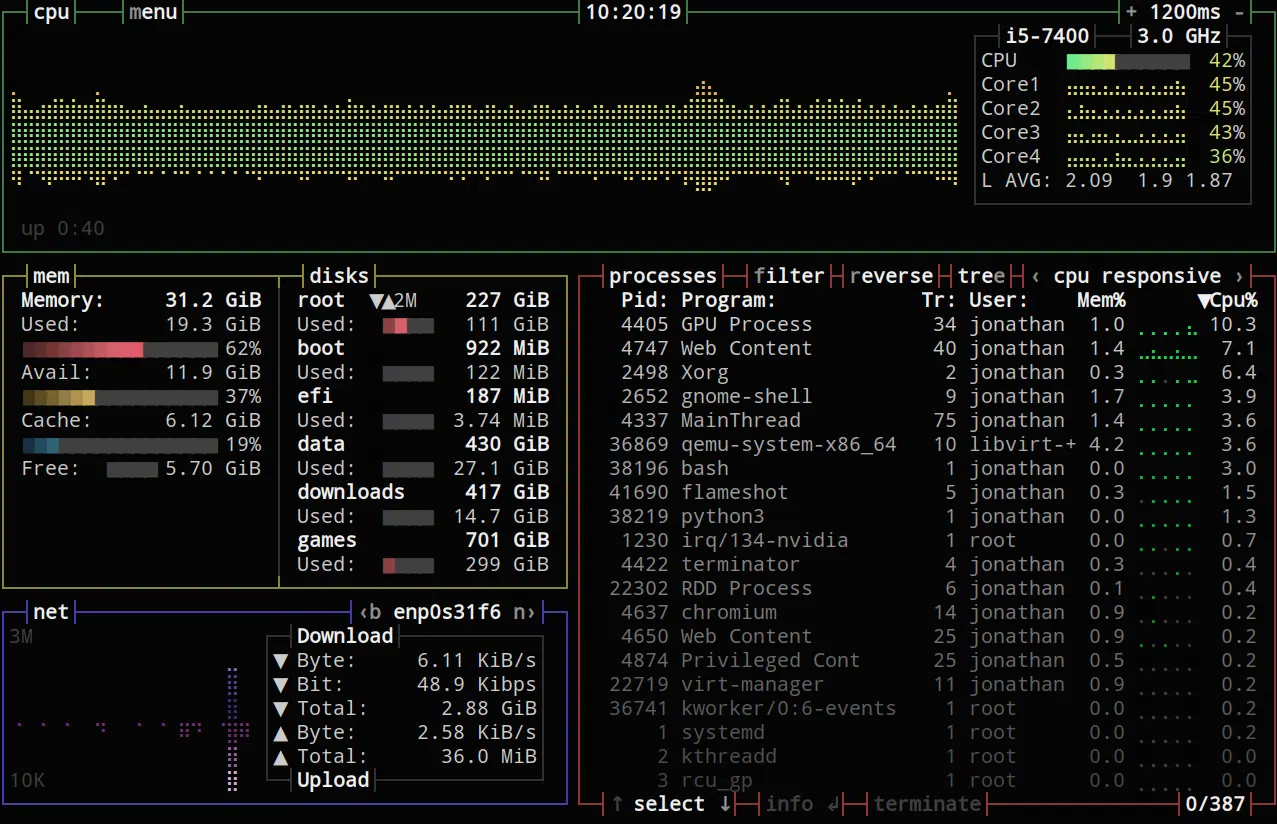 cpu menu 10:20:19 + 1200ms -
i5-7400 3.0 GHz
CPU 42%
Core1 45%
Core2 45%
Core3 43%
Core4 36%
L AVG: 2.09 1.9 1.87
up 0:40
mem
Memory: 31.2 GiB
Used: 19.3 GiB
62%
Avail: 11.9 GiB
37%
Cache: 6.12 GiB
19%
Free: 5.70 GiB
disks
root ▼▲2M 227 GiB
Used: 111 GiB
boot 922 MiB
Used: 122 MiB
efi 187 MiB
Used: 3.74 MiB
data 430 GiB
Used: 27.1 GiB
downloads 417 GiB
Used: 14.7 GiB
games 701 GiB
Used: 299 GiB
net ‹b enp0s31f6 n›
3M
10K
Download
▼ Byte: 6.11 KiB/s
▼ Bit: 48.9 Kibps
▼ Total: 2.88 GiB
▲ Byte: 2.58 KiB/s
▲ Total: 36.0 MiB
Upload
processes filter reverse tree ‹ cpu responsive ›
Pid: Program: Tr: User: Mem% ▼Cpu%
4405 GPU Process 34 jonathan 1.0 10.3
4747 Web Content 40 jonathan 1.4 7.1
2498 Xorg 2 jonathan 0.3 6.4
2652 gnome-shell 9 jonathan 1.7 3.9
4337 MainThread 75 jonathan 1.4 3.6
36869 qemu-system-x86_64 10 libvirt-+ 4.2 3.6
38196 bash 1 jonathan 0.0 3.0
41690 flameshot 5 jonathan 0.3 1.5
38219 python3 1 jonathan 0.0 1.3
1230 irq/134-nvidia 1 root 0.0 0.7
4422 terminator 4 jonathan 0.3 0.4
22302 RDD Process 6 jonathan 0.1 0.4
4637 chromium 14 jonathan 0.9 0.2
4650 Web Content 25 jonathan 0.9 0.2
4874 Privileged Cont 25 jonathan 0.5 0.2
22719 virt-manager 11 jonathan 0.9 0.2
36741 kworker/0:6-events 1 root 0.0 0.2
1 systemd 1 root 0.0 0.2
2 kthreadd 1 root 0.0 0.0
3 rcu_gp 1 root 0.0 0.0
↑ select ↓ info ↲ terminate 0/387